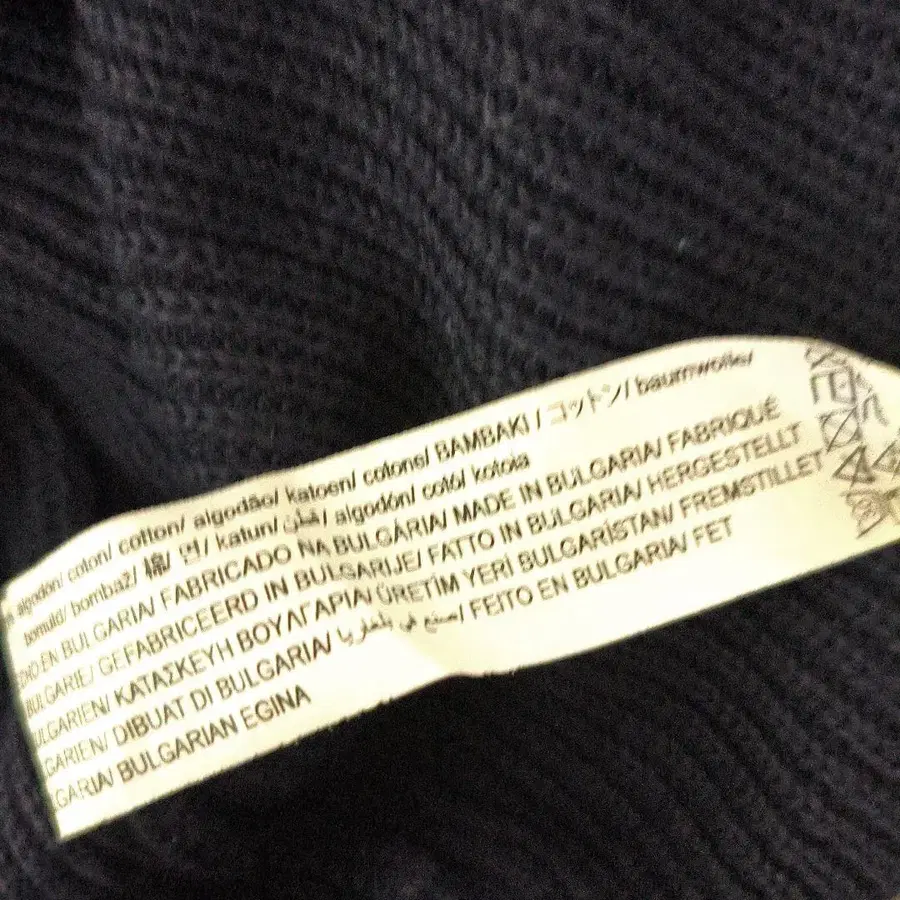 algodón/ coton/ cotton/ algodão/ katoen/ cotone/ BAMBAKI / コットン/ baumwolle/
bomuld/ bombaž/ 棉/ 면/ katun/ قطن/ algodón/ cotó/ kotoia
EN BULGARIA/ FABRICADO NA BULGÁRIA/ MADE IN BULGARIA/ FABRIQUÉ
BULGARIE/ GEFABRICEERD IN BULGARIJE/ FATTO IN BULGARIA/ HERGESTELLT
ULGARIEN/ ΚΑΤΑΣΚΕΥΗ ΒΟΥΛΓΑΡΙΑ/ ÜRETİM YERİ BULGARİSTAN/ FREMSTILLET
GARIEN/ DIBUAT DI BULGARIA/ صنع في بلغاريا/ FEITO EN BULGARIA/ FET
GARIA/ BULGARIAN EGINA